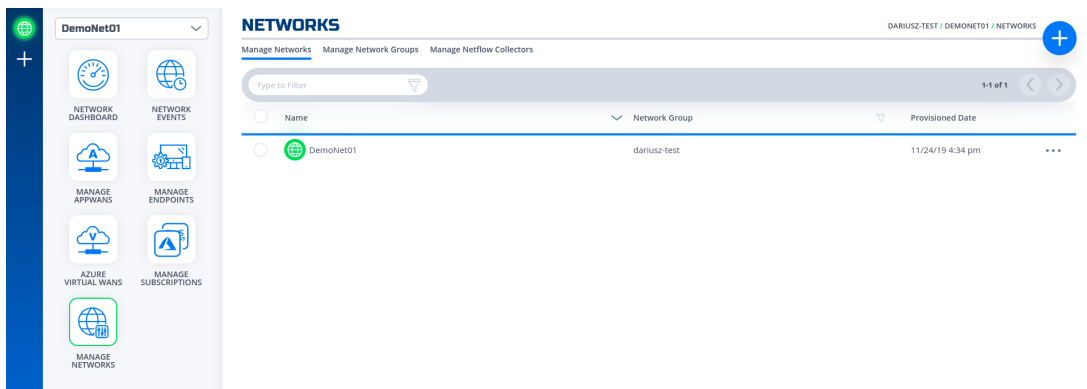 DemoNet01
NETWORK DASHBOARD
NETWORK EVENTS
MANAGE APPWANS
MANAGE ENDPOINTS
AZURE VIRTUAL WANS
MANAGE SUBSCRIPTIONS
MANAGE NETWORKS
NETWORKS
DARIUSZ-TEST / DEMONET01 / NETWORKS
Manage Networks Manage Network Groups Manage Netflow Collectors
Type to Filter
1-1 of 1
Name Network Group Provisioned Date
DemoNet01 dariusz-test 11/24/19 4:34 pm